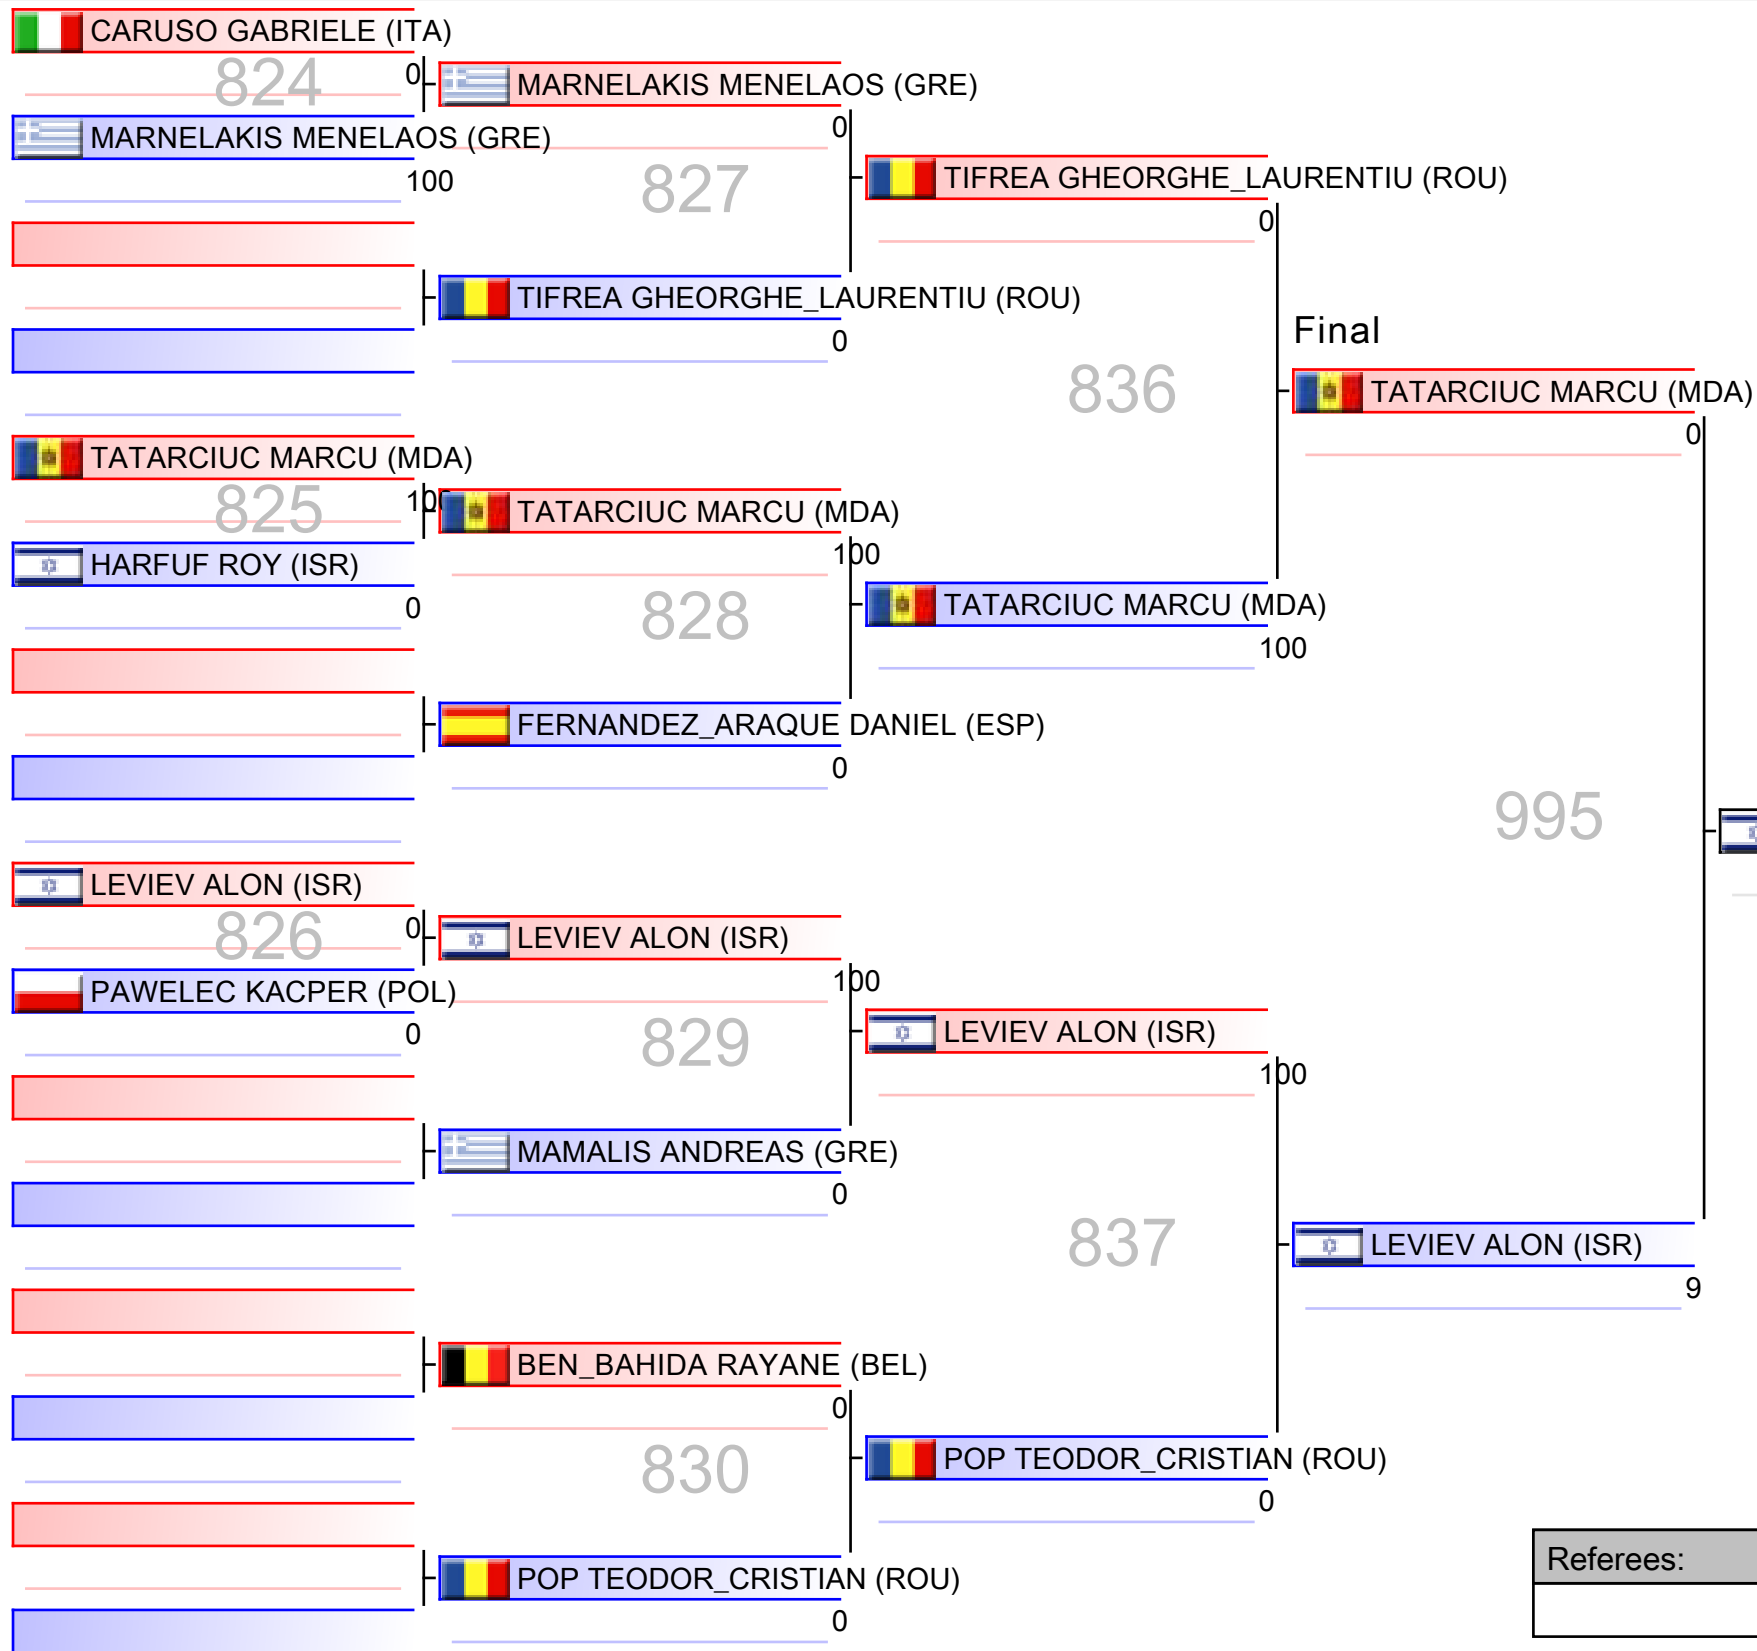 CARUSO GABRIELE (ITA)
824
0
MARNELAKIS MENELAOS (GRE)
MARNELAKIS MENELAOS (GRE)
0
100
827
TIFREA GHEORGHE_LAURENTIU (ROU)
0
TIFREA GHEORGHE_LAURENTIU (ROU)
0
Final
836
TATARCIUC MARCU (MDA)
0
TATARCIUC MARCU (MDA)
825
100
TATARCIUC MARCU (MDA)
100
HARFUF ROY (ISR)
0
828
TATARCIUC MARCU (MDA)
100
FERNANDEZ_ARAQUE DANIEL (ESP)
0
995
LEVIEV ALON (ISR)
826
0
LEVIEV ALON (ISR)
100
PAWELEC KACPER (POL)
0
829
LEVIEV ALON (ISR)
100
MAMALIS ANDREAS (GRE)
0
837
LEVIEV ALON (ISR)
9
BEN_BAHIDA RAYANE (BEL)
0
830
POP TEODOR_CRISTIAN (ROU)
0
POP TEODOR_CRISTIAN (ROU)
0
Referees: